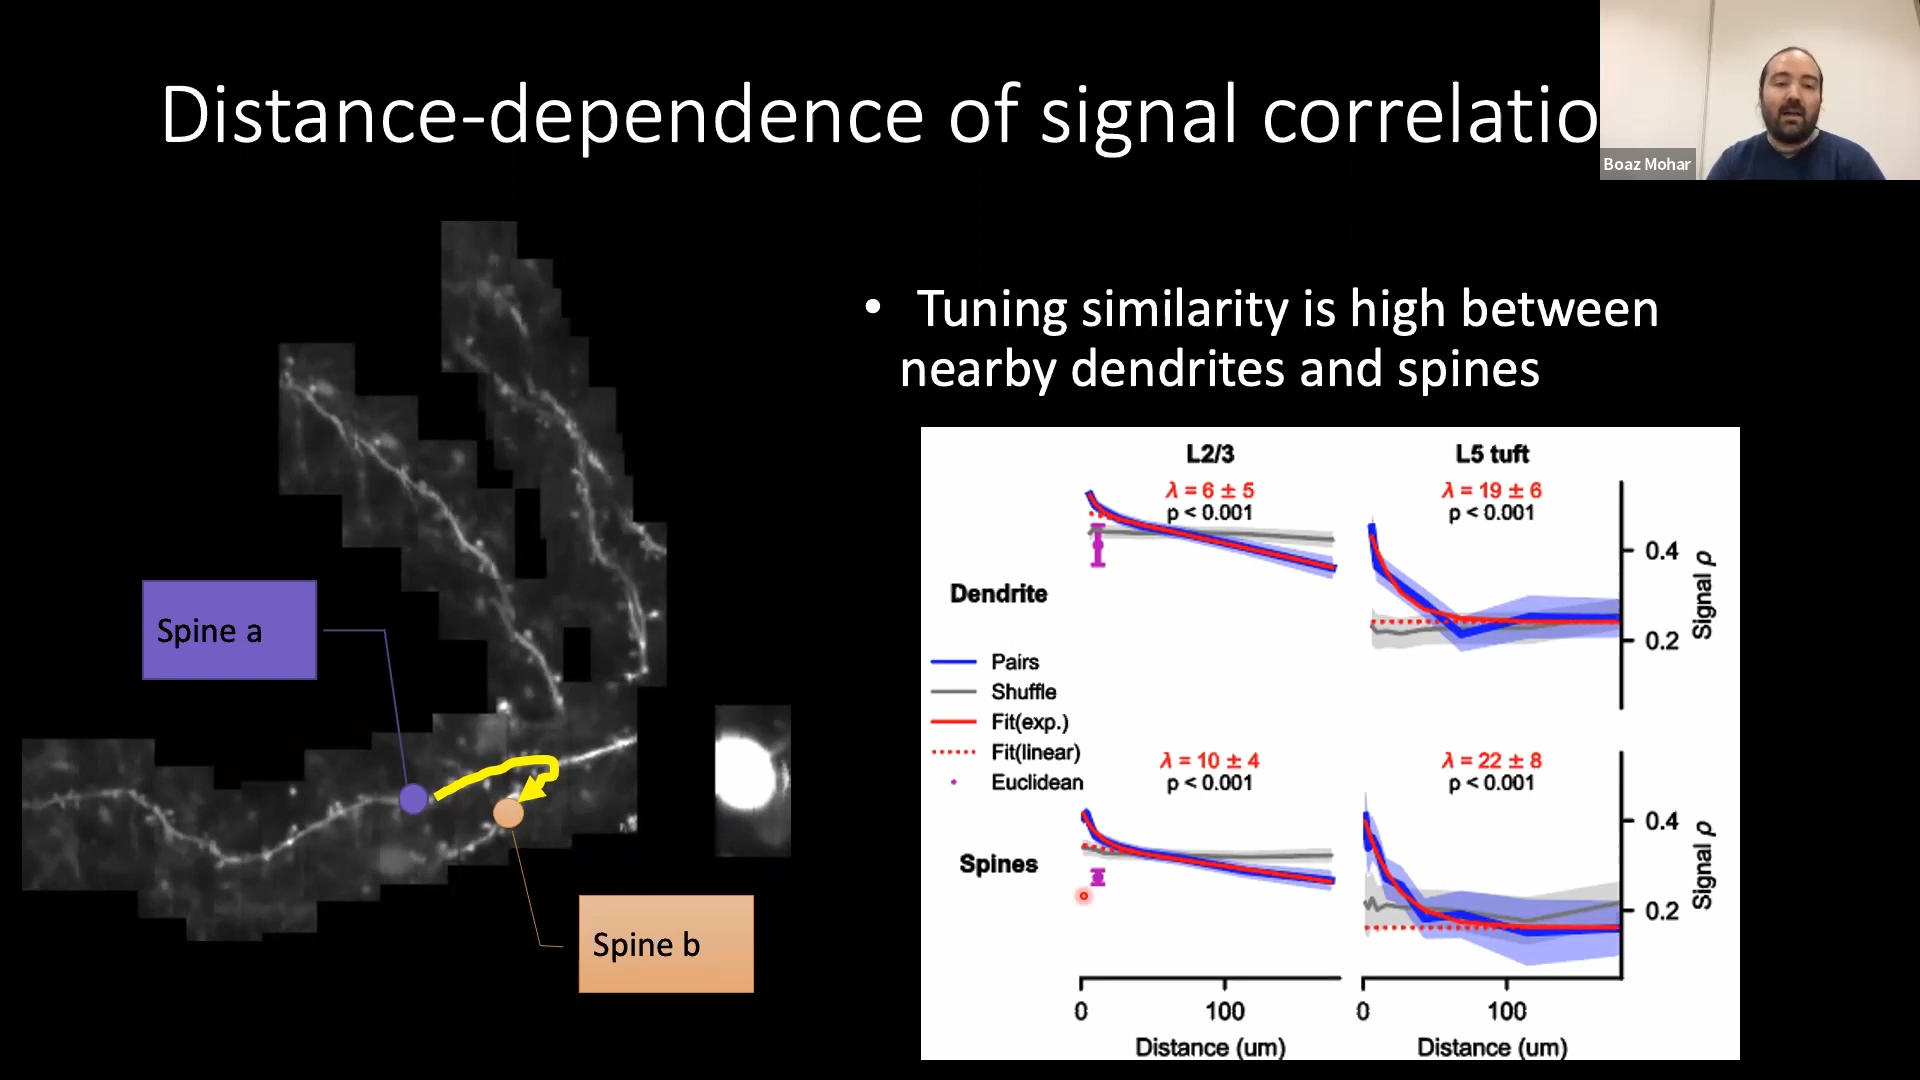 Distance-dependence of signal correlatio
Boaz Mohar
• Tuning similarity is high between
nearby dendrites and spines
Spine a
Spine b
L2/3
L5 tuft
λ = 6 ± 5
p < 0.001
λ = 19 ± 6
p < 0.001
0.4
0.2
Signal ρ
Dendrite
Pairs
Shuffle
Fit(exp.)
Fit(linear)
Euclidean
λ = 10 ± 4
p < 0.001
λ = 22 ± 8
p < 0.001
0.4
0.2
Signal ρ
Spines
0
100
0
100
Distance (um)
Distance (um)